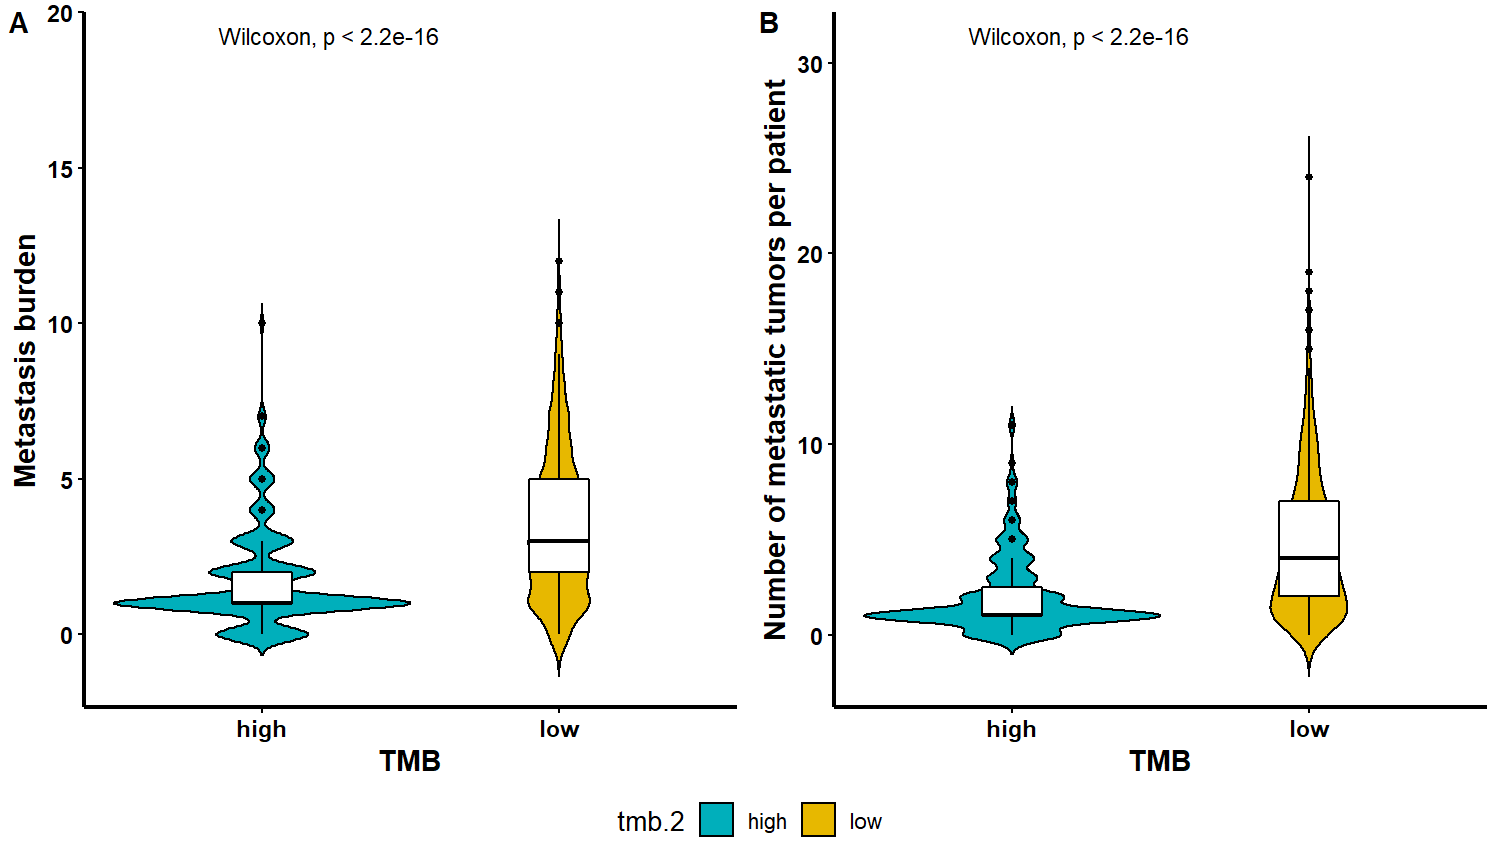 A
Wilcoxon, p < 2.2e-16
Metastasis burden
20
15
10
5
0
high
low
TMB
B
Wilcoxon, p < 2.2e-16
Number of metastatic tumors per patient
30
20
10
0
high
low
TMB
tmb.2 high low